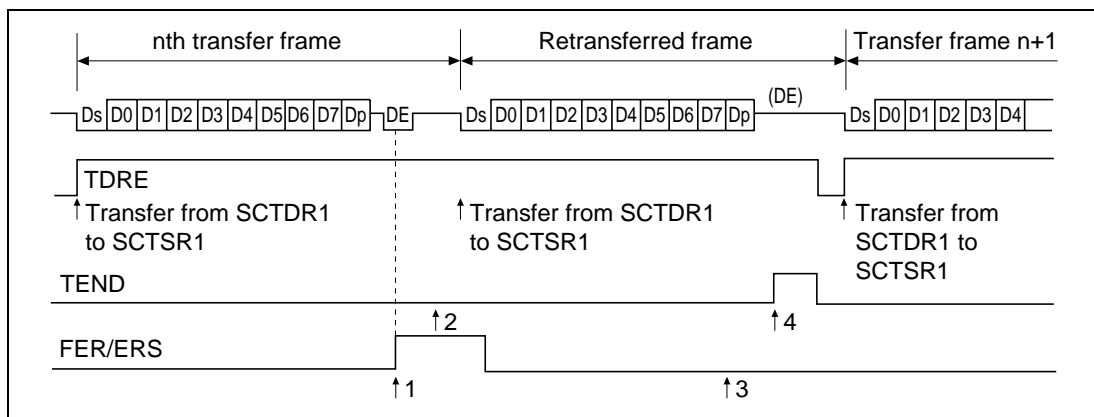 nth transfer frame Retransferred frame Transfer frame n+1
Ds D0 D1 D2 D3 D4 D5 D6 D7 Dp DE Ds D0 D1 D2 D3 D4 D5 D6 D7 Dp (DE) Ds D0 D1 D2 D3 D4
TDRE
Transfer from SCTDR1 Transfer from SCTDR1 Transfer from
to SCTSR1 to SCTSR1 SCTDR1 to
SCTSR1
TEND
2 4
FER/ERS
1 3